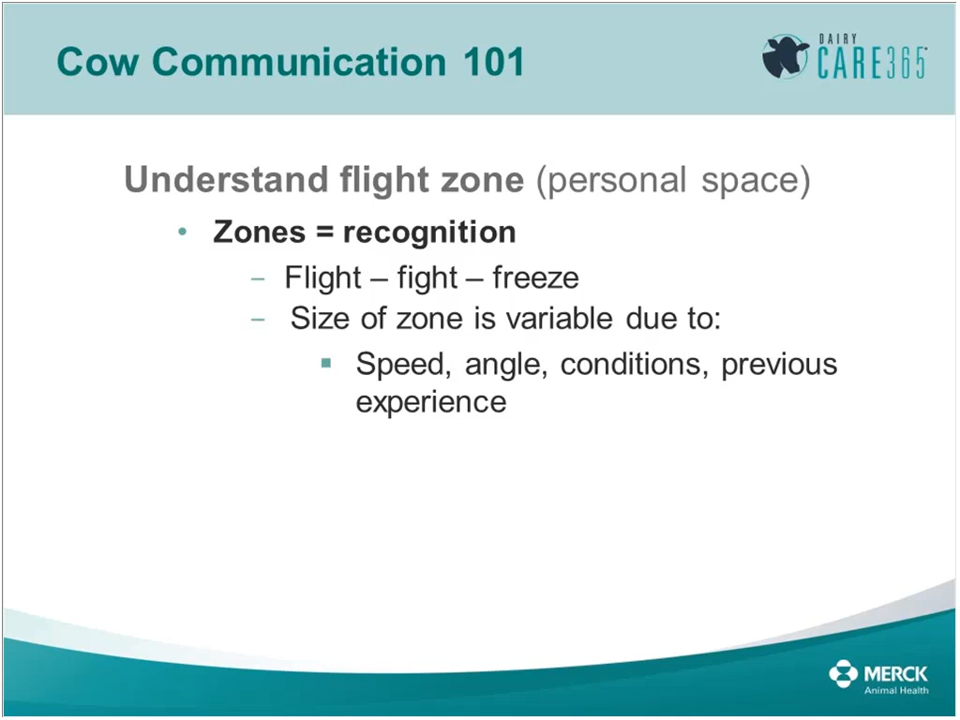 Cow Communication 101
DAIRY
CARE365™
Understand flight zone (personal space)
• Zones = recognition
– Flight – fight – freeze
– Size of zone is variable due to:
▪ Speed, angle, conditions, previous
experience
MERCK
Animal Health